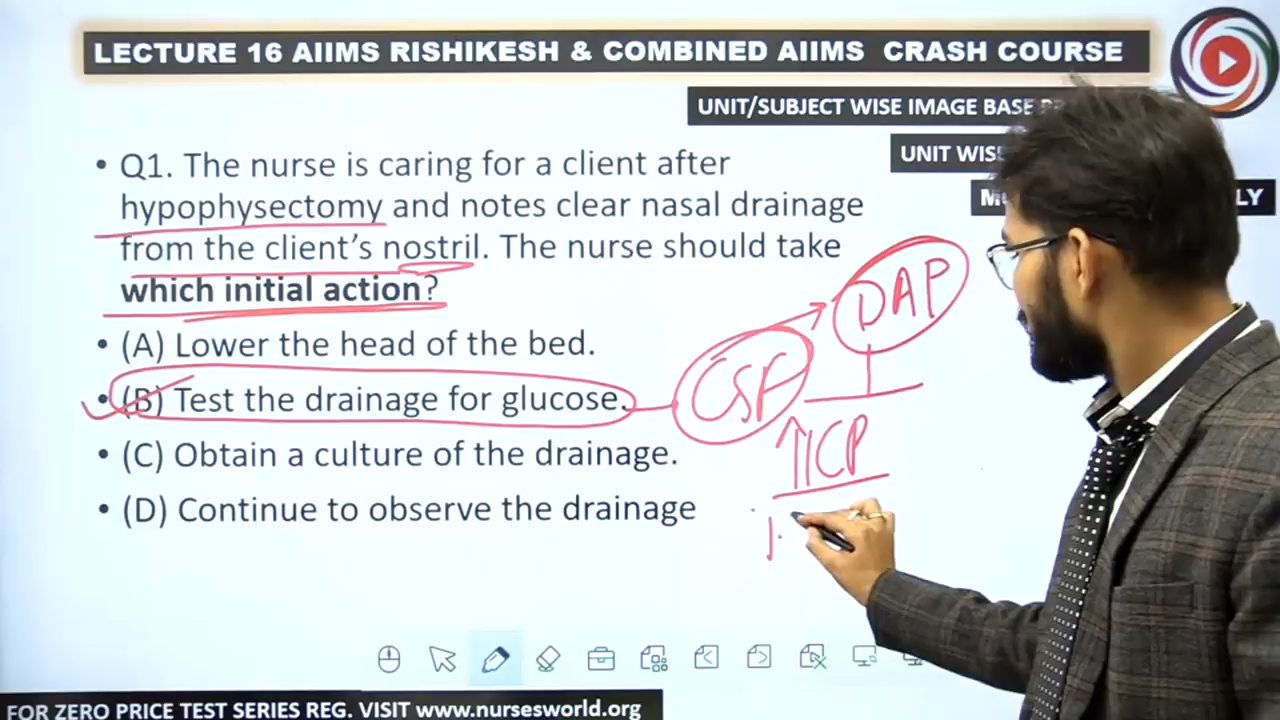 LECTURE 16 AIIMS RISHIKESH & COMBINED AIIMS CRASH COURSE
UNIT/SUBJECT WISE IMAGE BASE
UNIT WISE
LY
• Q1. The nurse is caring for a client after
hypophysectomy and notes clear nasal drainage
from the client's nostril. The nurse should take
which initial action?
• (A) Lower the head of the bed.
• (B) Test the drainage for glucose.
• (C) Obtain a culture of the drainage.
• (D) Continue to observe the drainage
DAP
CSF
↑ICP
FOR ZERO PRICE TEST SERIES REG. VISIT www.nursesworld.org